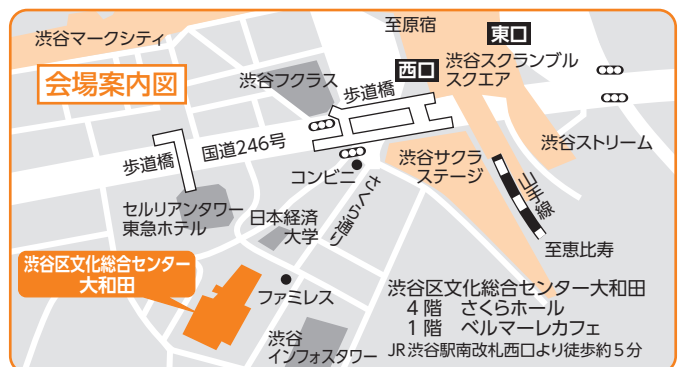 渋谷マークシティ
至原宿
東口
会場案内図
渋谷フクラス
西口
渋谷スクランブル
スクエア
歩道橋
歩道橋
国道246号
渋谷ストリーム
コンビニ
渋谷サクラ
ステージ
さくら通り
山手線
セルリアンタワー
東急ホテル
日本経済
大学
至恵比寿
渋谷区文化総合センター
大和田
ファミレス
渋谷
インフォスタワー
渋谷区文化総合センター大和田
4階 さくらホール
1階 ベルマーレカフェ
JR渋谷駅南改札西口より徒歩約5分